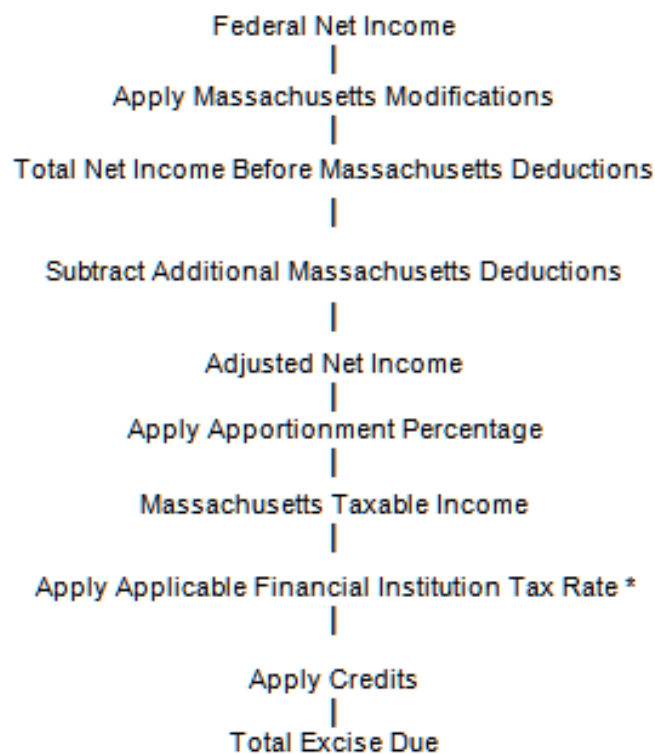 Federal Net Income
Apply Massachusetts Modifications
Total Net Income Before Massachusetts Deductions
Subtract Additional Massachusetts Deductions
Adjusted Net Income
Apply Apportionment Percentage
Massachusetts Taxable Income
Apply Applicable Financial Institution Tax Rate *
Apply Credits
Total Excise Due